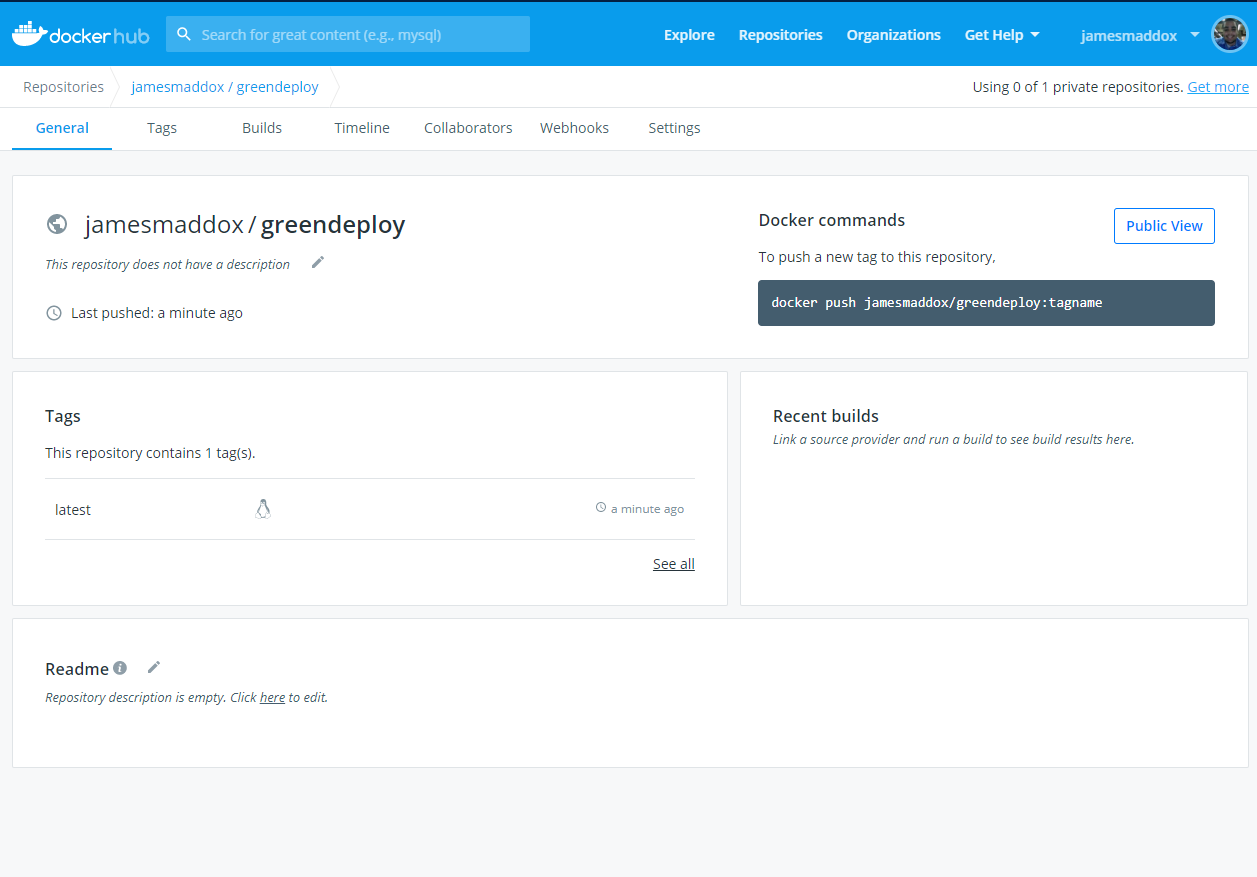 docker hub
Search for great content (e.g., mysql)
Explore
Repositories
Organizations
Get Help
jamesmaddox
Repositories
jamesmaddox / greendeploy
Using 0 of 1 private repositories. Get more
General
Tags
Builds
Timeline
Collaborators
Webhooks
Settings
jamesmaddox / greendeploy
This repository does not have a description
Last pushed: a minute ago
Docker commands
Public View
To push a new tag to this repository,
docker push jamesmaddox/greendeploy:tagname
Tags
This repository contains 1 tag(s).
latest
a minute ago
See all
Recent builds
Link a source provider and run a build to see build results here.
Readme
Repository description is empty. Click here to edit.